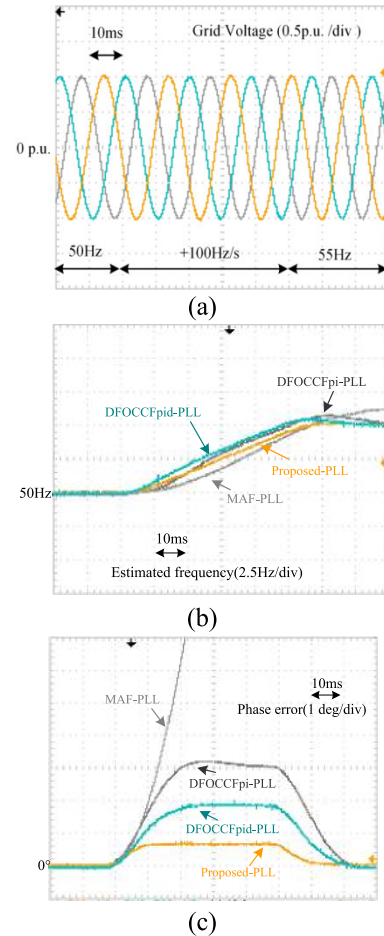 (a)
Grid Voltage (0.5p.u. /div )
10ms
0 p.u.
50Hz
+100Hz/s
55Hz
(b)
DFOCCFpi-PLL
DFOCCFpid-PLL
Proposed-PLL
MAF-PLL
50Hz
10ms
Estimated frequency(2.5Hz/div)
(c)
MAF-PLL
10ms
Phase error(1 deg/div)
DFOCCFpi-PLL
DFOCCFpid-PLL
0°
Proposed-PLL